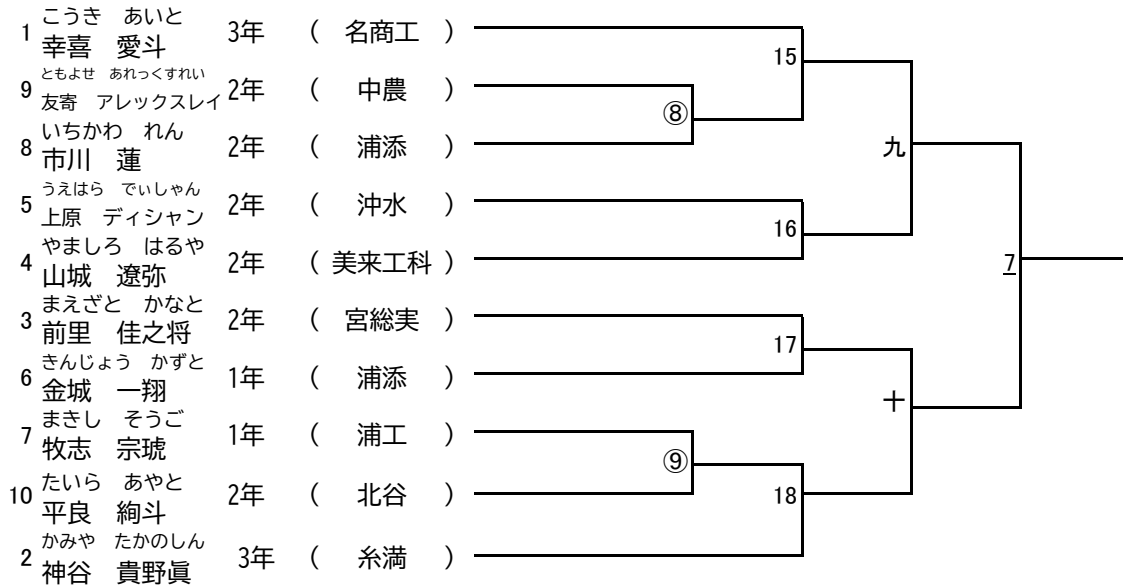 こうき あいと
1 幸喜 愛斗 3年 ( 名商工 )
15
ともよせ あれっくすれい
9 友寄 アレックスレイ 2年 ( 中農 )
⑧
いちかわ れん
8 市川 蓮 2年 ( 浦添 )
九
うえはら でぃしゃん
5 上原 ディシャン 2年 ( 沖水 )
16
やましろ はるや
4 山城 遼弥 2年 ( 美来工科 )
7
まえざと かなと
3 前里 佳之将 2年 ( 宮総実 )
17
きんじょう かずと
6 金城 一翔 1年 ( 浦添 )
十
まきし そうご
7 牧志 宗琥 1年 ( 浦工 )
⑨
たいら あやと
10 平良 絢斗 2年 ( 北谷 )
18
かみや たかのしん
2 神谷 貴野眞 3年 ( 糸満 )